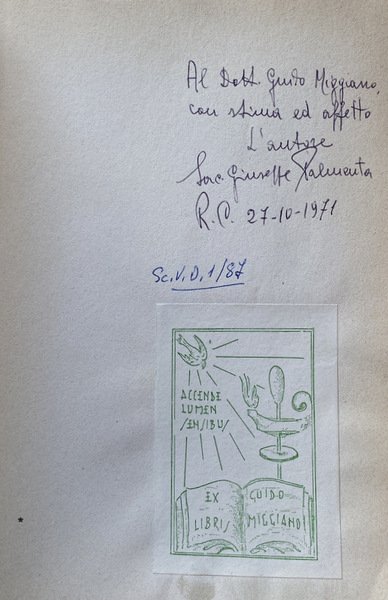 Al Dott. Guido Miggiano,
con stima ed affetto
L'autore
Sac. Giuseppe Palmenta
R.C. 27-10-1971
Sc.V.D.1/87
ACCENDE
LUMEN
SENSIBUS
EX
LIBRIS
GUIDO
MIGGIANO
*